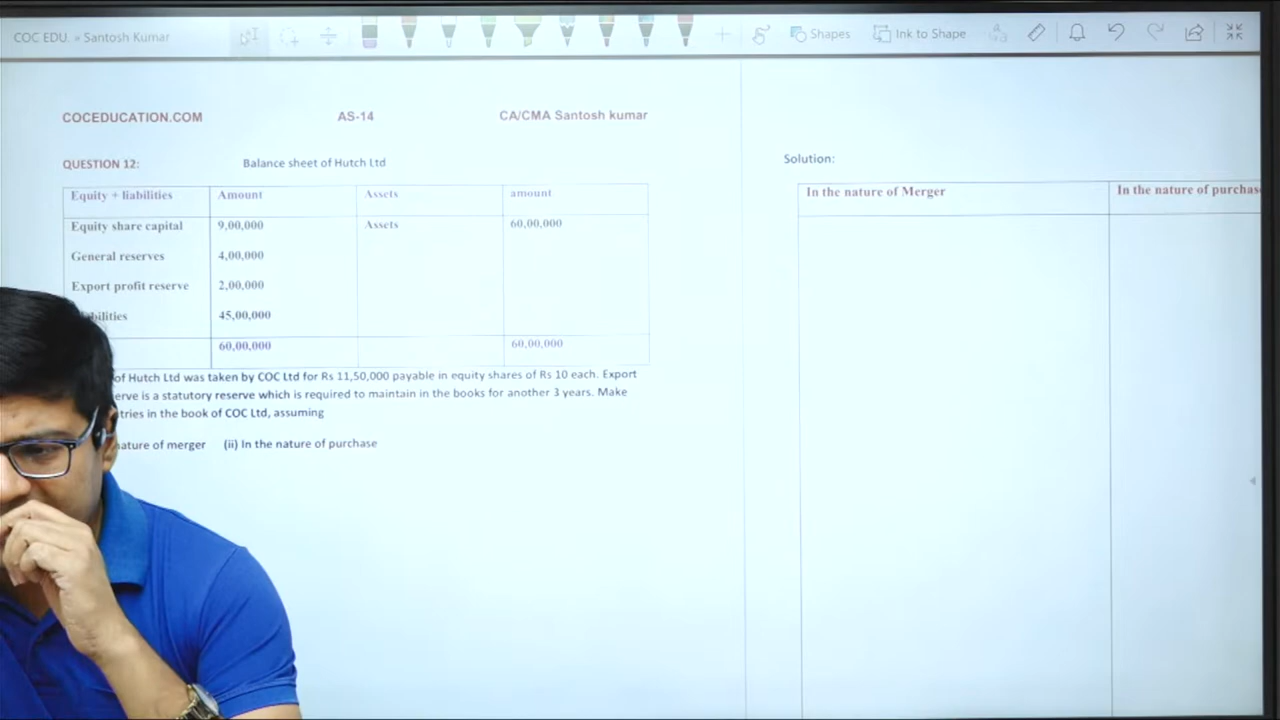 COC EDU. » Santosh Kumar
Shapes
Ink to Shape
COCEDUCATION.COM AS-14 CA/CMA Santosh kumar
QUESTION 12: Balance sheet of Hutch Ltd
Equity + liabilities Amount Assets amount
Equity share capital 9,00,000 Assets 60,00,000
General reserves 4,00,000
Export profit reserve 2,00,000
45,00,000
60,00,000 60,00,000
of Hutch Ltd was taken by COC Ltd for Rs 11,50,000 payable in equity shares of Rs 10 each. Export
is a statutory reserve which is required to maintain in the books for another 3 years. Make
in the book of COC Ltd, assuming
of merger (ii) In the nature of purchase
Solution:
In the nature of Merger In the nature of